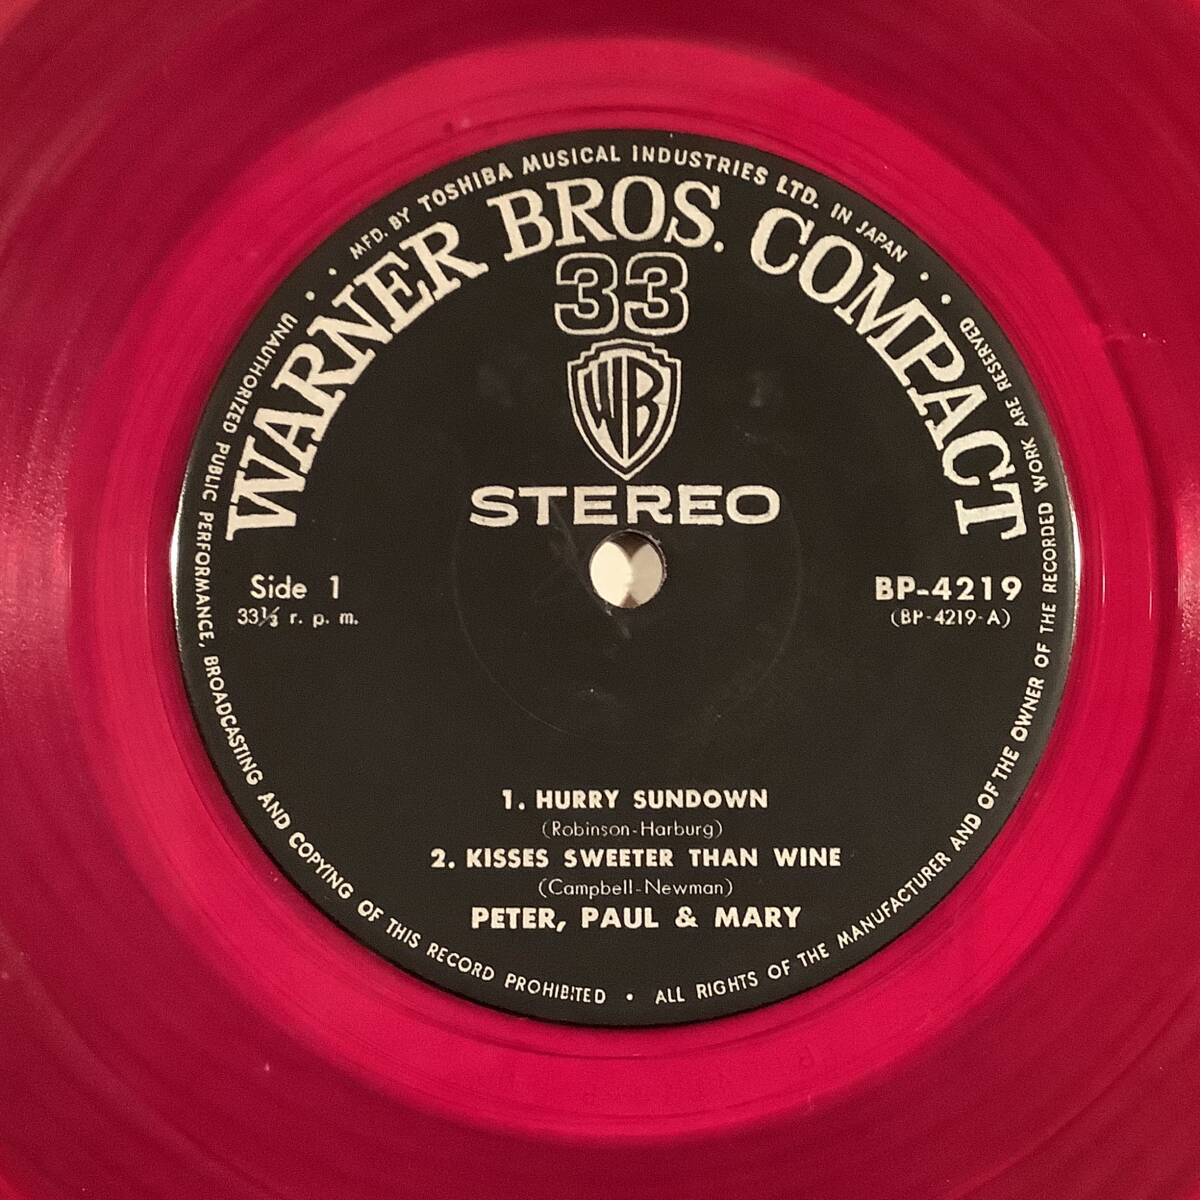 • MFD. BY TOSHIBA MUSICAL INDUSTRIES LTD. IN JAPAN •
WARNER BROS. COMPACT
33
WB
STEREO
Side 1
33⅓ r. p. m.
BP-4219
(BP-4219-A)
1. HURRY SUNDOWN
(Robinson-Harburg)
2. KISSES SWEETER THAN WINE
(Campbell-Newman)
PETER, PAUL & MARY
• UNAUTHORIZED PUBLIC PERFORMANCE, BROADCASTING AND COPYING OF THIS RECORD PROHIBITED • ALL RIGHTS OF THE MANUFACTURER AND OF THE OWNER OF THE RECORDED WORK ARE RESERVED •